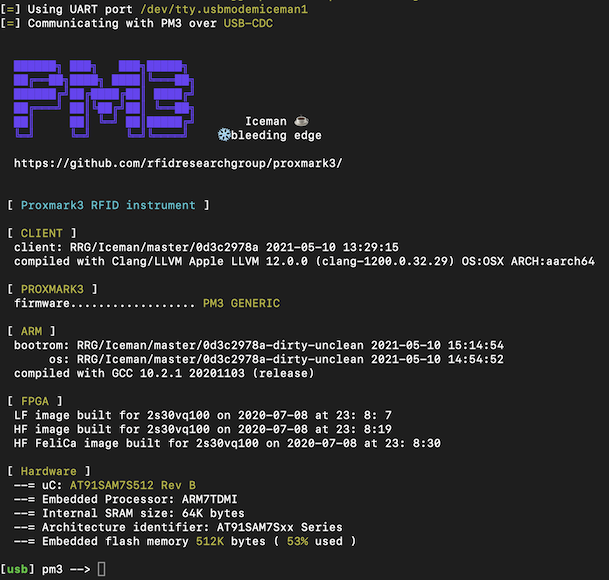 [=] Using UART port /dev/tty.usbmodemiceman1
[=] Communicating with PM3 over USB-CDC
PM3
Iceman ☕
❄️bleeding edge
https://github.com/rfidresearchgroup/proxmark3/
[ Proxmark3 RFID instrument ]
[ CLIENT ]
client: RRG/Iceman/master/0d3c2978a 2021-05-10 13:29:15
compiled with Clang/LLVM Apple LLVM 12.0.0 (clang-1200.0.32.29) OS:OSX ARCH:aarch64
[ PROXMARK3 ]
firmware.................. PM3 GENERIC
[ ARM ]
bootrom: RRG/Iceman/master/0d3c2978a-dirty-unclean 2021-05-10 15:14:54
os: RRG/Iceman/master/0d3c2978a-dirty-unclean 2021-05-10 14:54:52
compiled with GCC 10.2.1 20201103 (release)
[ FPGA ]
LF image built for 2s30vq100 on 2020-07-08 at 23: 8: 7
HF image built for 2s30vq100 on 2020-07-08 at 23: 8:19
HF FeliCa image built for 2s30vq100 on 2020-07-08 at 23: 8:30
[ Hardware ]
--= uC: AT91SAM7S512 Rev B
--= Embedded Processor: ARM7TDMI
--= Internal SRAM size: 64K bytes
--= Architecture identifier: AT91SAM7Sxx Series
--= Embedded flash memory 512K bytes ( 53% used )
[usb] pm3 -->